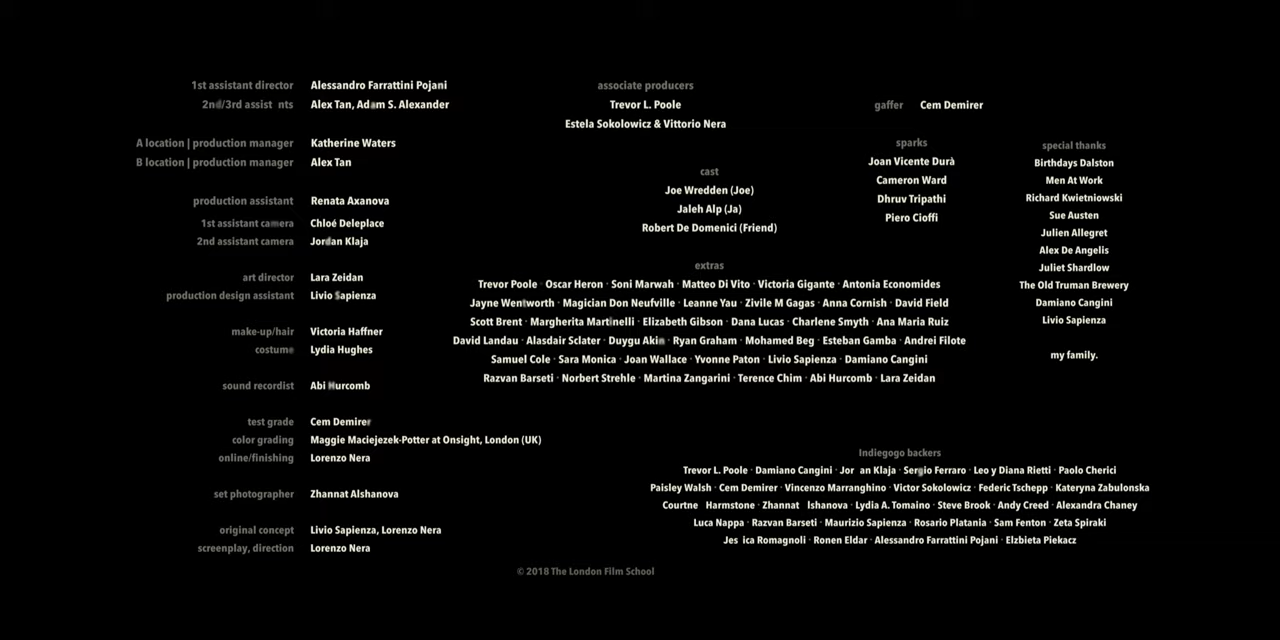 1st assistant director Alessandro Farrattini Pojani
2nd/3rd assist nts Alex Tan, Adam S. Alexander
A location | production manager Katherine Waters
B location | production manager Alex Tan
production assistant Renata Axanova
1st assistant camera Chloé Deleplace
2nd assistant camera Jordan Klaja
art director Lara Zeidan
production design assistant Livio Sapienza
make-up/hair Victoria Haffner
costume Lydia Hughes
sound recordist Abi Hurcomb
test grade Cem Demirer
color grading Maggie Maciejezek-Potter at Onsight, London (UK)
online/finishing Lorenzo Nera
set photographer Zhannat Alshanova
original concept Livio Sapienza, Lorenzo Nera
screenplay, direction Lorenzo Nera
associate producers
Trevor L. Poole
Estela Sokolowicz & Vittorio Nera
cast
Joe Wredden (Joe)
Jaleh Alp (Ja)
Robert De Domenici (Friend)
gaffer Cem Demirer
sparks
Joan Vicente Durà
Cameron Ward
Dhruv Tripathi
Piero Cioffi
special thanks
Birthdays Dalston
Men At Work
Richard Kwietniowski
Sue Austen
Julien Allegret
Alex De Angelis
Juliet Shardlow
The Old Truman Brewery
Damiano Cangini
Livio Sapienza
my family.
extras
Trevor Poole · Oscar Heron · Soni Marwah · Matteo Di Vito · Victoria Gigante · Antonia Economides
Jayne Wentworth · Magician Don Neufville · Leanne Yau · Zivile M Gagas · Anna Cornish · David Field
Scott Brent · Margherita Martinelli · Elizabeth Gibson · Dana Lucas · Charlene Smyth · Ana Maria Ruiz
David Landau · Alasdair Sclater · Duygu Akin · Ryan Graham · Mohamed Beg · Esteban Gamba · Andrei Filote
Samuel Cole · Sara Monica · Joan Wallace · Yvonne Paton · Livio Sapienza · Damiano Cangini
Razvan Barseti · Norbert Strehle · Martina Zangarini · Terence Chim · Abi Hurcomb · Lara Zeidan
Indiegogo backers
Trevor L. Poole · Damiano Cangini · Jor an Klaja · Sergio Ferraro · Leo y Diana Rietti · Paolo Cherici
Paisley Walsh · Cem Demirer · Vincenzo Marranghino · Victor Sokolowicz · Federic Tschepp · Kateryna Zabulonska
Courtne Harmstone · Zhannat lshanova · Lydia A. Tomaino · Steve Brook · Andy Creed · Alexandra Chaney
Luca Nappa · Razvan Barseti · Maurizio Sapienza · Rosario Platania · Sam Fenton · Zeta Spiraki
Jes ica Romagnoli · Ronen Eldar · Alessandro Farrattini Pojani · Elzbieta Piekacz
© 2018 The London Film School